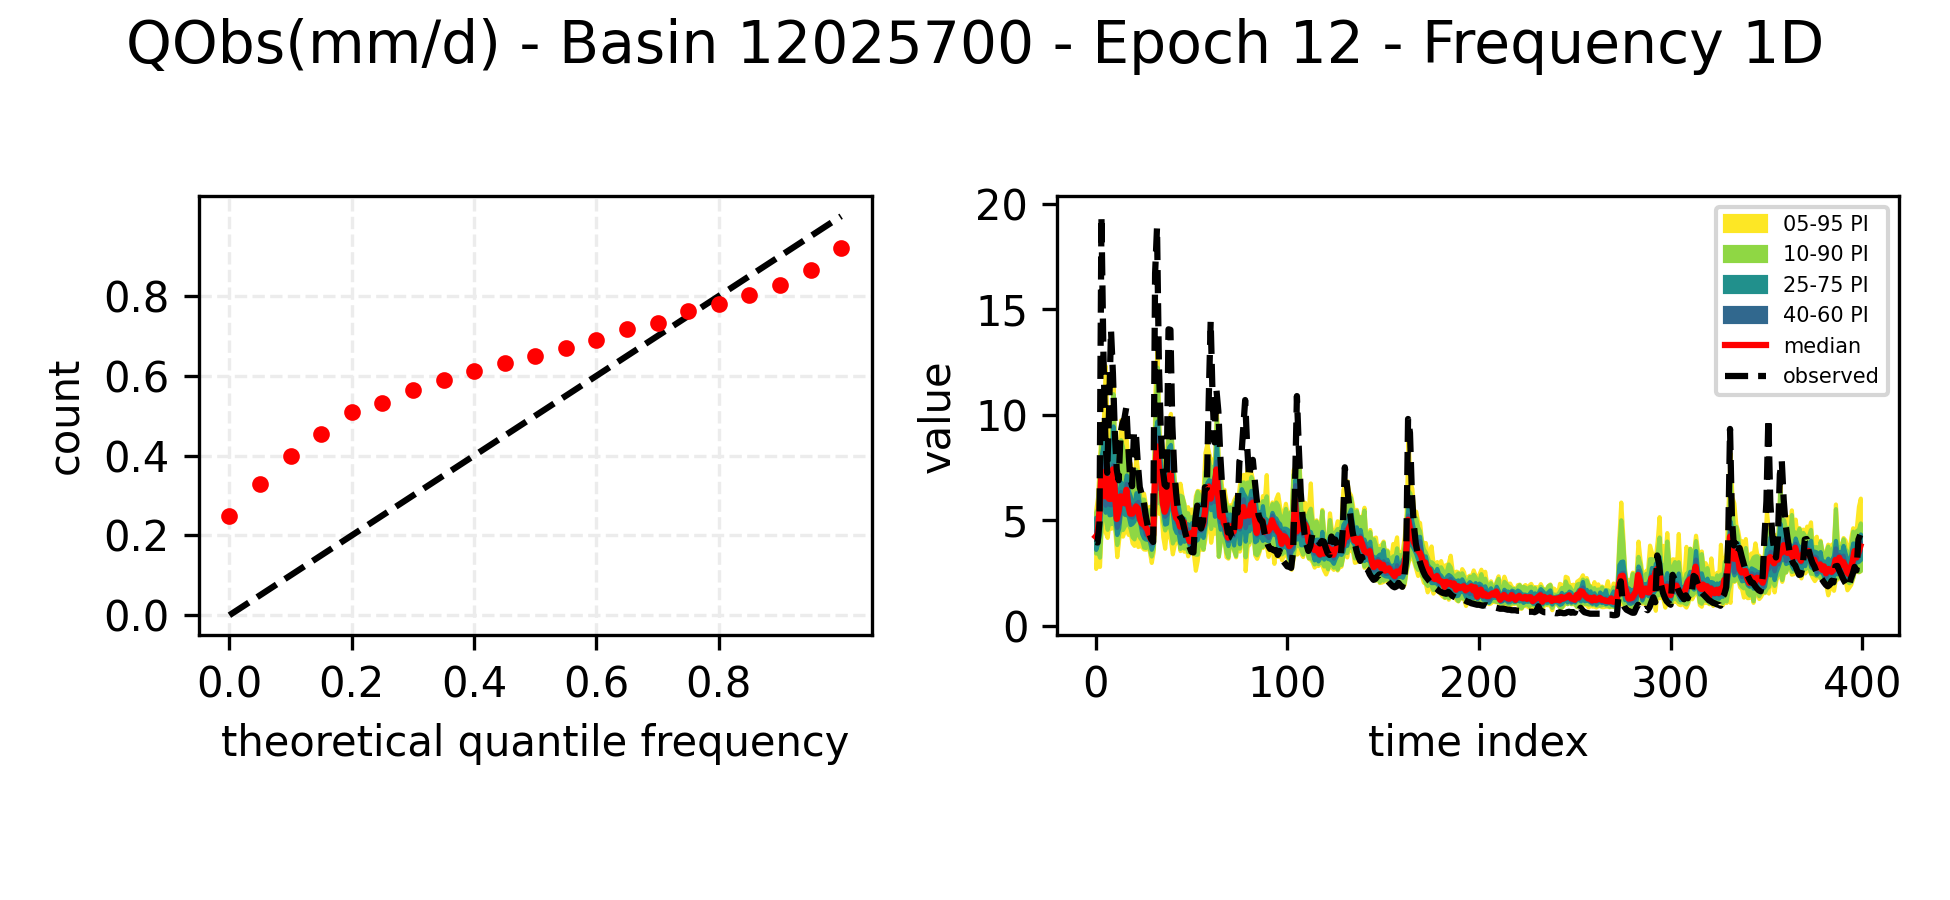 QObs(mm/d) - Basin 12025700 - Epoch 12 - Frequency 1D
count
0.8
0.6
0.4
0.2
0.0
0.0 0.2 0.4 0.6 0.8
theoretical quantile frequency
value
20
15
10
5
0
05-95 PI
10-90 PI
25-75 PI
40-60 PI
median
observed
0 100 200 300 400
time index